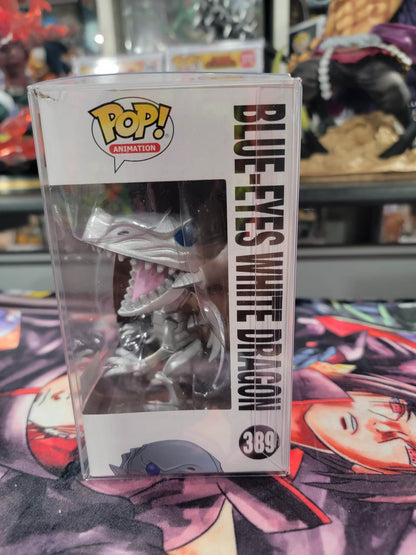 POP!
ANIMATION
BLUE-EYES WHITE DRAGON
389